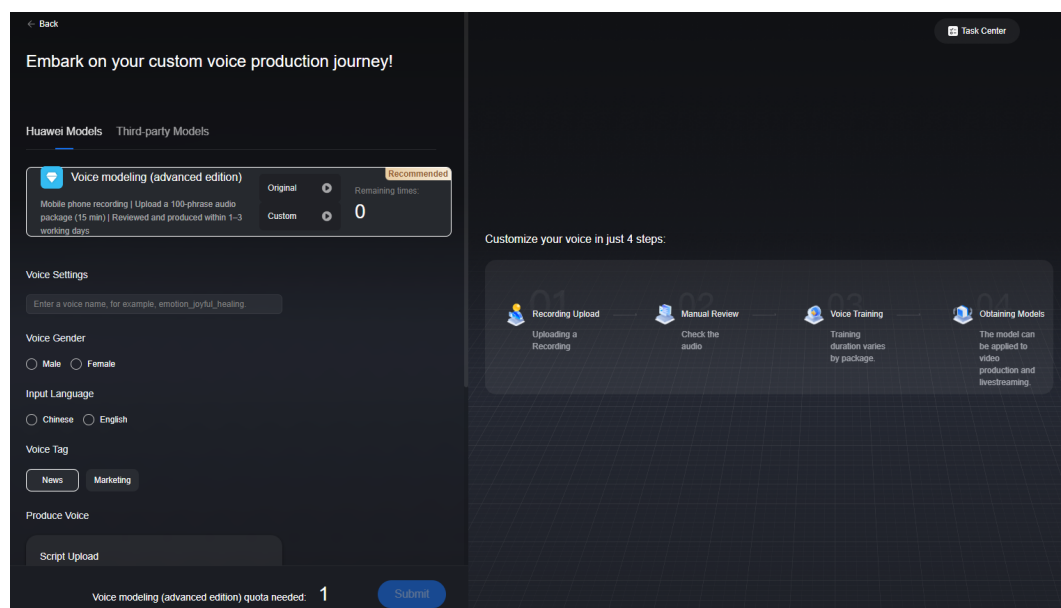 Back
Task Center
Embark on your custom voice production journey!
Huawei Models Third-party Models
Recommended
Voice modeling (advanced edition)
Mobile phone recording | Upload a 100-phrase audio
package (15 min) | Reviewed and produced within 1–3
working days
Original
Custom
Remaining times:
0
Voice Settings
Enter a voice name, for example, emotion_joyful_healing.
Voice Gender
Male Female
Input Language
Chinese English
Voice Tag
News Marketing
Produce Voice
Script Upload
Voice modeling (advanced edition) quota needed: 1
Submit
Customize your voice in just 4 steps:
01
Recording Upload
Uploading a
Recording
02
Manual Review
Check the
audio
03
Voice Training
Training
duration varies
by package.
04
Obtaining Models
The model can
be applied to
video
production and
livestreaming.